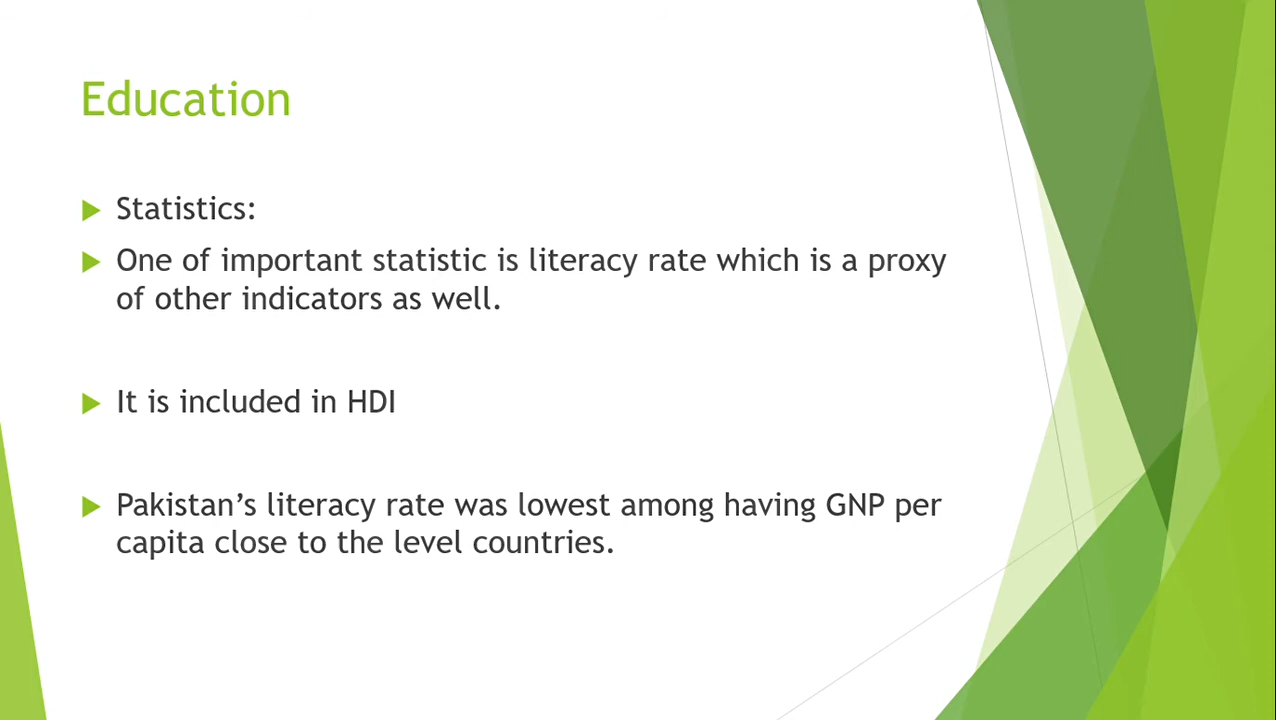 Education
Statistics:
One of important statistic is literacy rate which is a proxy
of other indicators as well.
It is included in HDI
Pakistan’s literacy rate was lowest among having GNP per
capita close to the level countries.